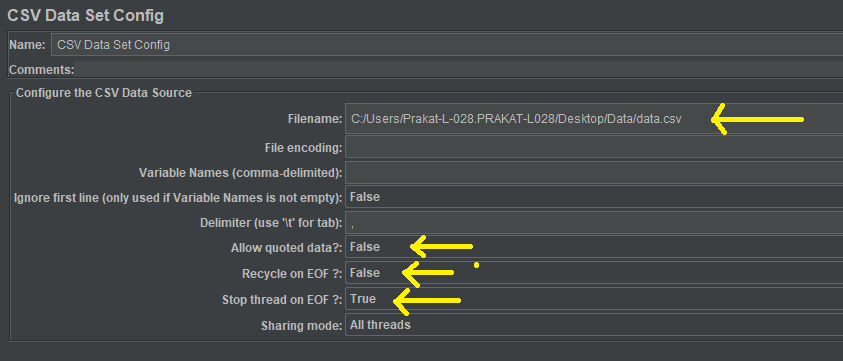 CSV Data Set Config
Name: CSV Data Set Config
Comments:
Configure the CSV Data Source
Filename: C:/Users/Prakat-L-028.PRAKAT-L028/Desktop/Data/data.csv
File encoding:
Variable Names (comma-delimited):
Ignore first line (only used if Variable Names is not empty): False
Delimiter (use '\t' for tab): ,
Allow quoted data?: False
Recycle on EOF ?: False
Stop thread on EOF ?: True
Sharing mode: All threads